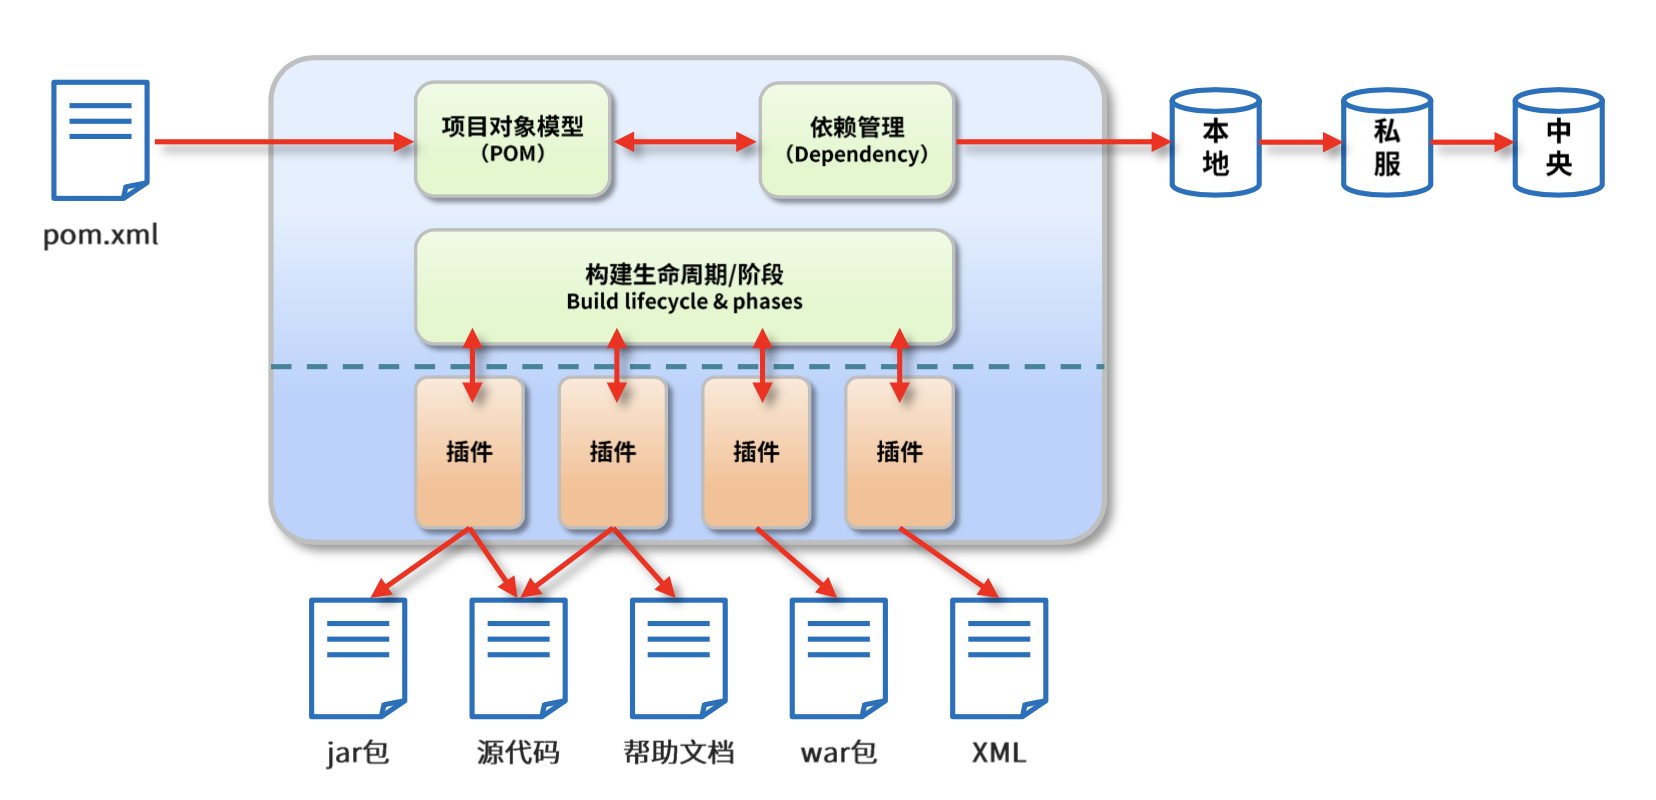 pom.xml
项目对象模型
（POM）
依赖管理
（Dependency）
本
地
私
服
中
央
构建生命周期/阶段
Build lifecycle & phases
插件
插件
插件
插件
jar包
源代码
帮助文档
war包
XML